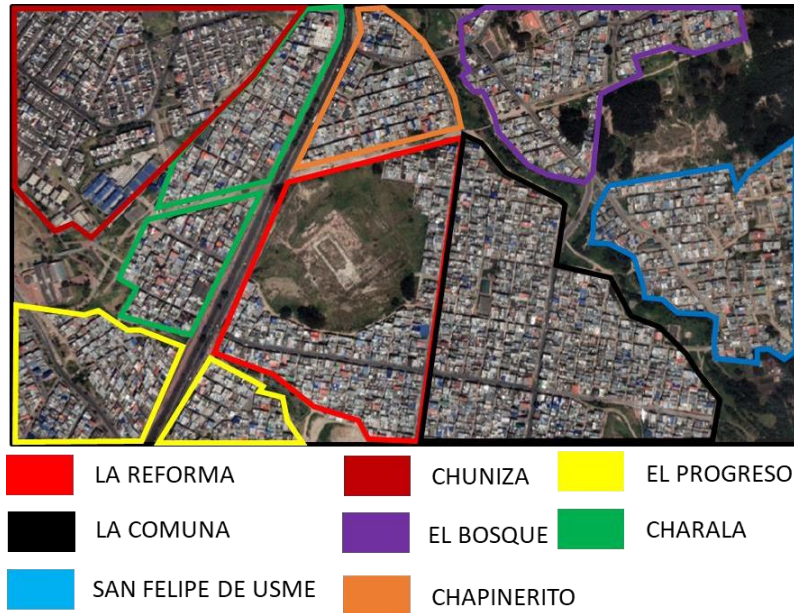 LA REFORMA
CHUNIZA
EL PROGRESO
LA COMUNA
EL BOSQUE
CHARALA
SAN FELIPE DE USME
CHAPINERITO